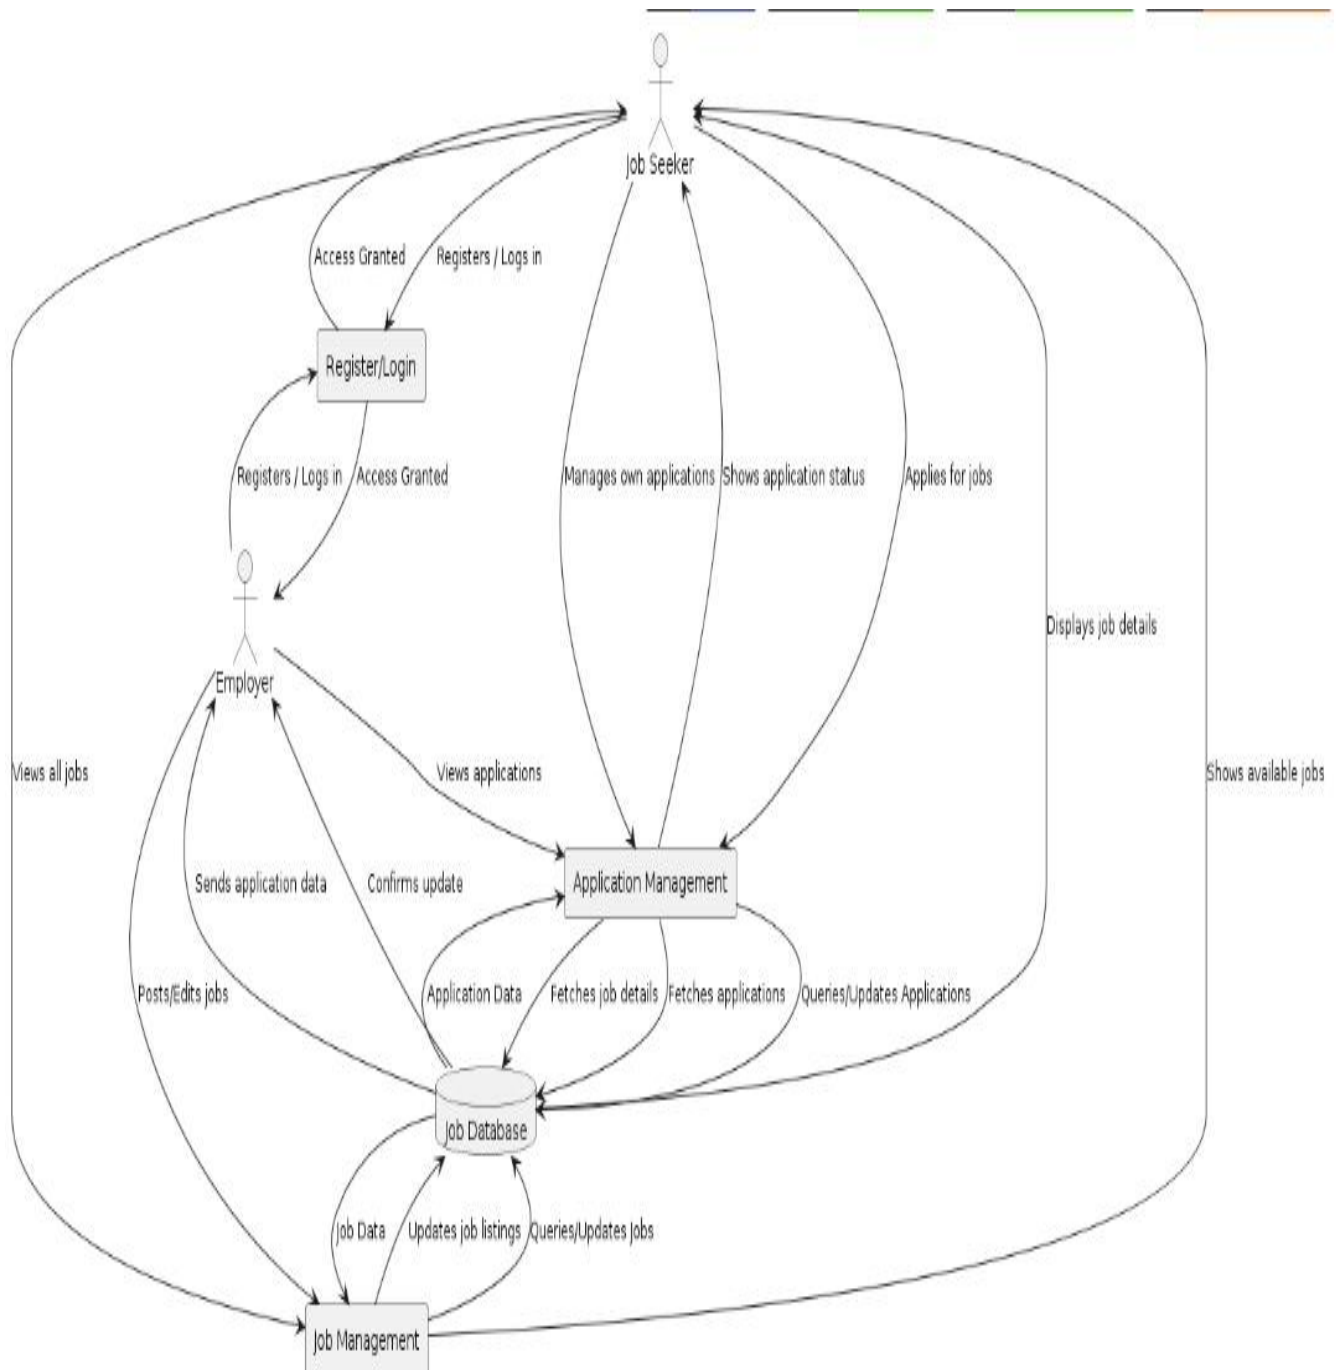 Job Seeker
Access Granted
Registers / Logs in
Register/Login
Registers / Logs in
Access Granted
Manages own applications
Shows application status
Applies for jobs
Displays job details
Employer
Views all jobs
Views applications
Shows available jobs
Sends application data
Confirms update
Application Management
Posts/Edits jobs
Application Data
Fetches job details
Fetches applications
Queries/Updates Applications
Job Database
Job Data
Updates job listings
Queries/Updates Jobs
Job Management